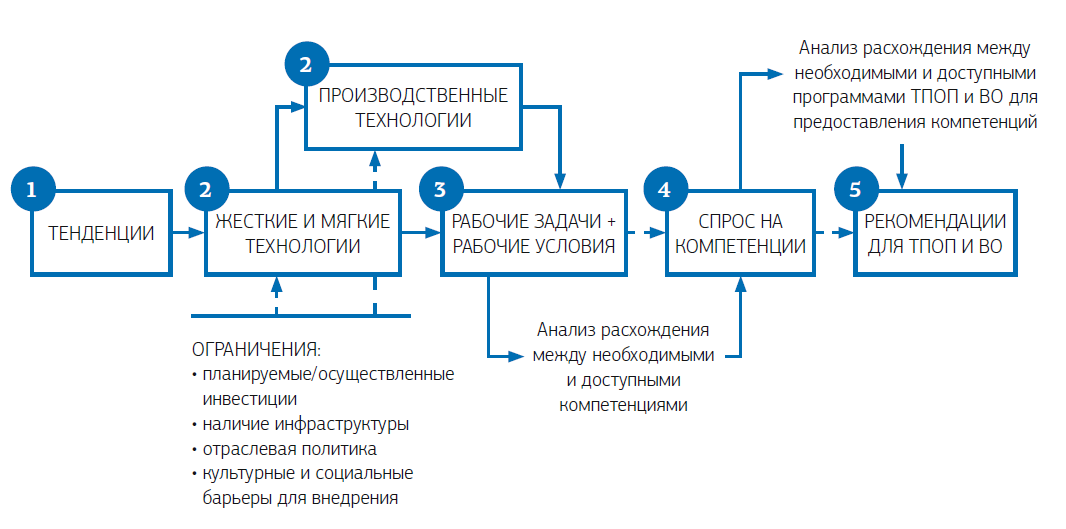 1
ТЕНДЕНЦИИ
2
ПРОИЗВОДСТВЕННЫЕ
ТЕХНОЛОГИИ
2
ЖЕСТКИЕ И МЯГКИЕ
ТЕХНОЛОГИИ
ОГРАНИЧЕНИЯ:
• планируемые/осуществленные
инвестиции
• наличие инфраструктуры
• отраслевая политика
• культурные и социальные
барьеры для внедрения
3
РАБОЧИЕ ЗАДАЧИ +
РАБОЧИЕ УСЛОВИЯ
Анализ расхождения
между необходимыми
и доступными
компетенциями
4
СПРОС НА
КОМПЕТЕНЦИИ
Анализ расхождения между
необходимыми и доступными
программами ТПОП и ВО для
предоставления компетенций
5
РЕКОМЕНДАЦИИ
ДЛЯ ТПОП И ВО